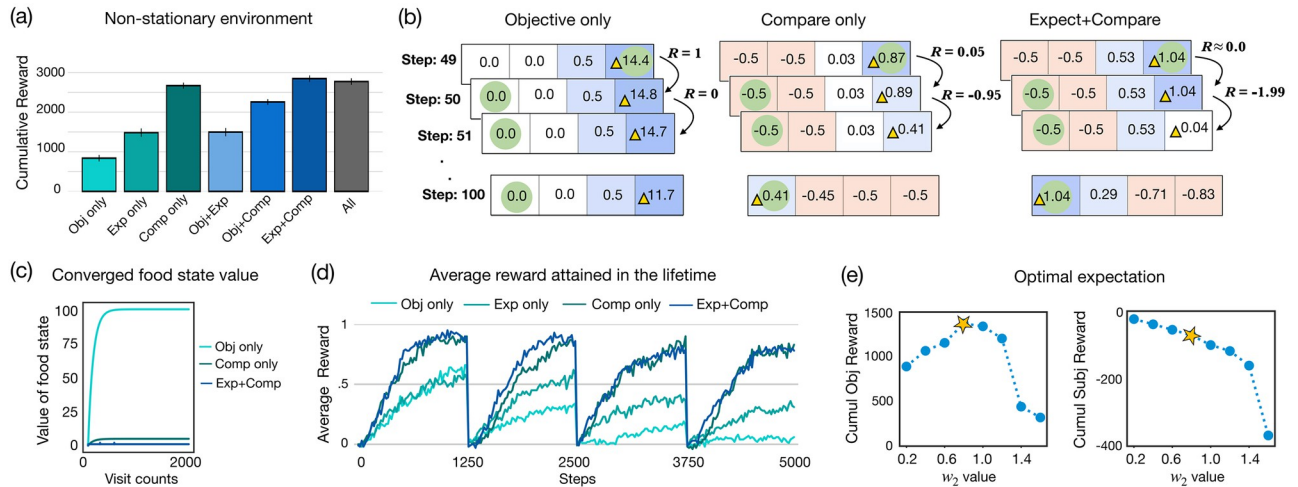 (a) Non-stationary environment
Cumulative Reward
3000
2000
1000
0
Obj only
Exp only
Comp only
Obj+Exp
Obj+Comp
Exp+Comp
All
(b) Objective only Compare only Expect+Compare
Step: 49 0.0 0.0 0.5 14.4 R = 1 -0.5 -0.5 0.03 0.87 R = 0.05 -0.5 -0.5 0.53 1.04 R≈0.0
Step: 50 0.0 0.0 0.5 14.8 R = 0 -0.5 -0.5 0.03 0.89 R = -0.95 -0.5 -0.5 0.53 1.04 R = -1.99
Step: 51 0.0 0.0 0.5 14.7 -0.5 -0.5 0.03 0.41 -0.5 -0.5 0.53 0.04
Step: 100 0.0 0.0 0.5 11.7 0.41 -0.45 -0.5 -0.5 1.04 0.29 -0.71 -0.83
(c) Converged food state value
Value of food state
100
75
50
25
0
0 2000
Visit counts
Obj only
Comp only
Exp+Comp
(d) Average reward attained in the lifetime
Obj only Exp only Comp only Exp+Comp
Average Reward
1
.5
0
0 1250 2500 3750 5000
Steps
(e) Optimal expectation
Cumul Obj Reward
1500
1000
500
0
0.2 0.6 1.0 1.4
w₂ value
Cumul Subj Reward
0
-200
-400
0.2 0.6 1.0 1.4
w₂ value